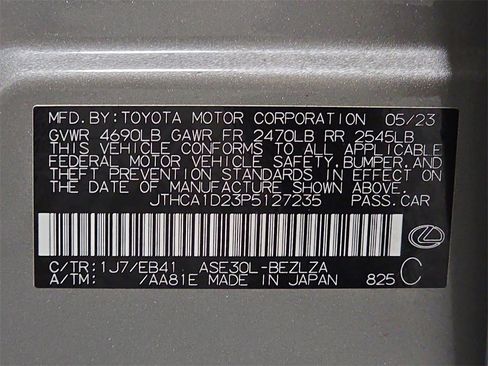 MFD. BY: TOYOTA MOTOR CORPORATION 05/23
GVWR 4690LB GAWR FR 2470LB RR 2545LB
THIS VEHICLE CONFORMS TO ALL APPLICABLE
FEDERAL MOTOR VEHICLE SAFETY, BUMPER, AND
THEFT PREVENTION STANDARDS IN EFFECT ON THE
DATE OF MANUFACTURE SHOWN ABOVE.
JTHCA1D23P5127235 PASS. CAR
C/TR: 1J7/EB41 ASE30L-BEZLZA
A/TM: 7AA81E MADE IN JAPAN 825 C